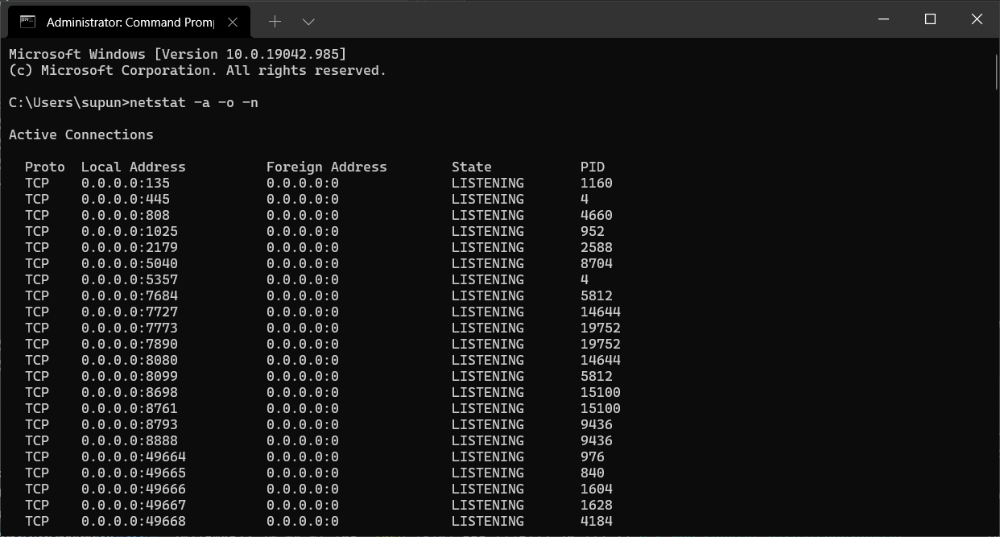 Administrator: Command Prom
Microsoft Windows [Version 10.0.19042.985]
(c) Microsoft Corporation. All rights reserved.
C:\Users\supun>netstat -a -o -n
Active Connections
Proto  Local Address          Foreign Address        State           PID
TCP    0.0.0.0:135            0.0.0.0:0              LISTENING       1160
TCP    0.0.0.0:445            0.0.0.0:0              LISTENING       4
TCP    0.0.0.0:808            0.0.0.0:0              LISTENING       4660
TCP    0.0.0.0:1025           0.0.0.0:0              LISTENING       952
TCP    0.0.0.0:2179           0.0.0.0:0              LISTENING       2588
TCP    0.0.0.0:5040           0.0.0.0:0              LISTENING       8704
TCP    0.0.0.0:5357           0.0.0.0:0              LISTENING       4
TCP    0.0.0.0:7684           0.0.0.0:0              LISTENING       5812
TCP    0.0.0.0:7727           0.0.0.0:0              LISTENING       14644
TCP    0.0.0.0:7773           0.0.0.0:0              LISTENING       19752
TCP    0.0.0.0:7890           0.0.0.0:0              LISTENING       19752
TCP    0.0.0.0:8080           0.0.0.0:0              LISTENING       14644
TCP    0.0.0.0:8099           0.0.0.0:0              LISTENING       5812
TCP    0.0.0.0:8698           0.0.0.0:0              LISTENING       15100
TCP    0.0.0.0:8761           0.0.0.0:0              LISTENING       15100
TCP    0.0.0.0:8793           0.0.0.0:0              LISTENING       9436
TCP    0.0.0.0:8888           0.0.0.0:0              LISTENING       9436
TCP    0.0.0.0:49664          0.0.0.0:0              LISTENING       976
TCP    0.0.0.0:49665          0.0.0.0:0              LISTENING       840
TCP    0.0.0.0:49666          0.0.0.0:0              LISTENING       1604
TCP    0.0.0.0:49667          0.0.0.0:0              LISTENING       1628
TCP    0.0.0.0:49668          0.0.0.0:0              LISTENING       4184